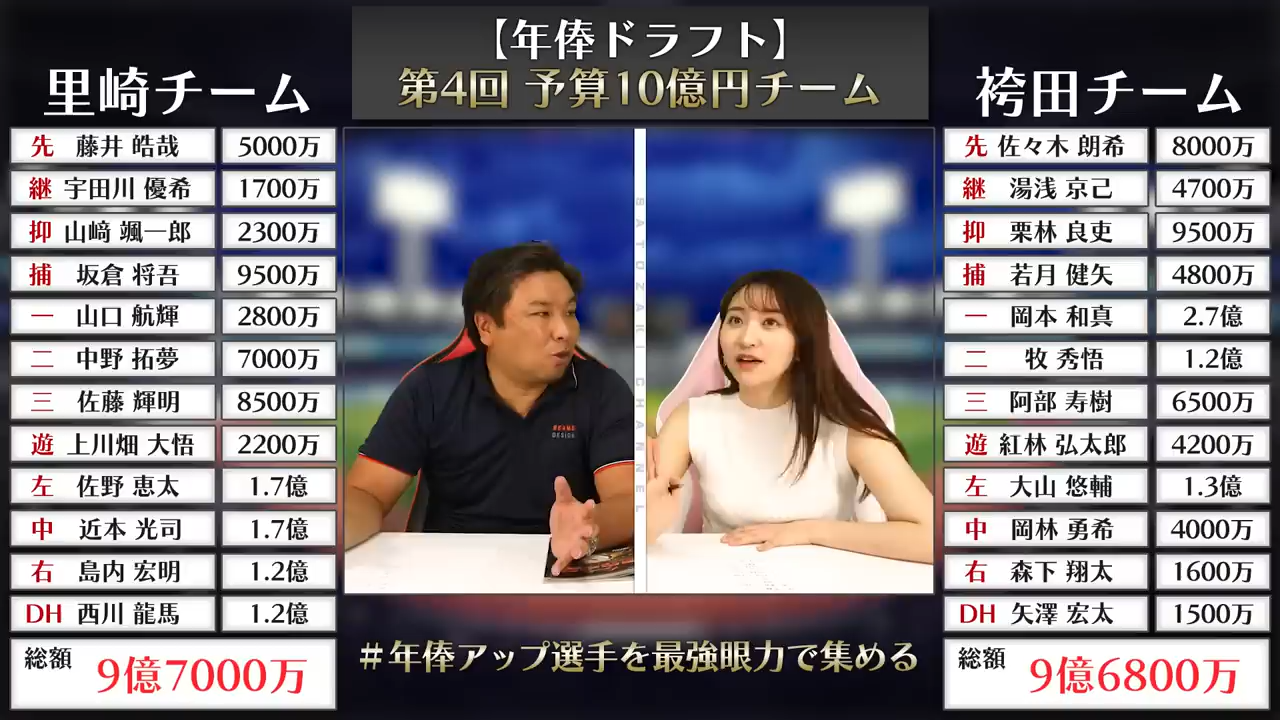 【年俸ドラフト】
第4回 予算10億円チーム
里崎チーム
先 藤井 皓哉 5000万
継 宇田川 優希 1700万
抑 山﨑 颯一郎 2300万
捕 坂倉 将吾 9500万
一 山口 航輝 2800万
二 中野 拓夢 7000万
三 佐藤 輝明 8500万
遊 上川畑 大悟 2200万
左 佐野 恵太 1.7億
中 近本 光司 1.7億
右 島内 宏明 1.2億
DH 西川 龍馬 1.2億
総額 9億7000万
SATOZAKI CHANNEL
BEAMS
DESIGN
袴田チーム
先 佐々木 朗希 8000万
継 湯浅 京己 4700万
抑 栗林 良吏 9500万
捕 若月 健矢 4800万
一 岡本 和真 2.7億
二 牧 秀悟 1.2億
三 阿部 寿樹 6500万
遊 紅林 弘太郎 4200万
左 大山 悠輔 1.3億
中 岡林 勇希 4000万
右 森下 翔太 1600万
DH 矢澤 宏太 1500万
総額 9億6800万
＃年俸アップ選手を最強眼力で集める